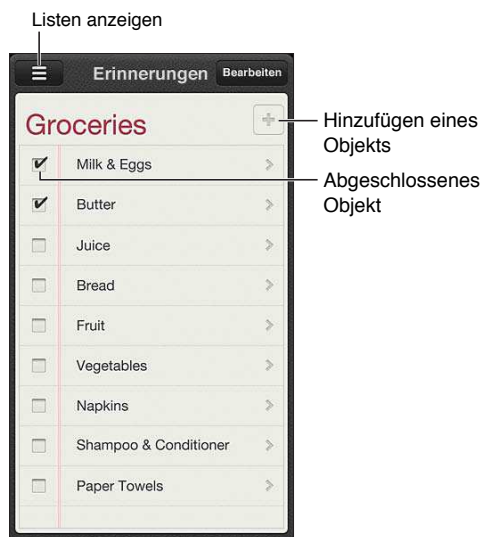 Listen anzeigen
Erinnerungen Bearbeiten
Groceries
Hinzufügen eines
Objekts
Milk & Eggs
Abgeschlossenes
Objekt
Butter
Juice
Bread
Fruit
Vegetables
Napkins
Shampoo & Conditioner
Paper Towels